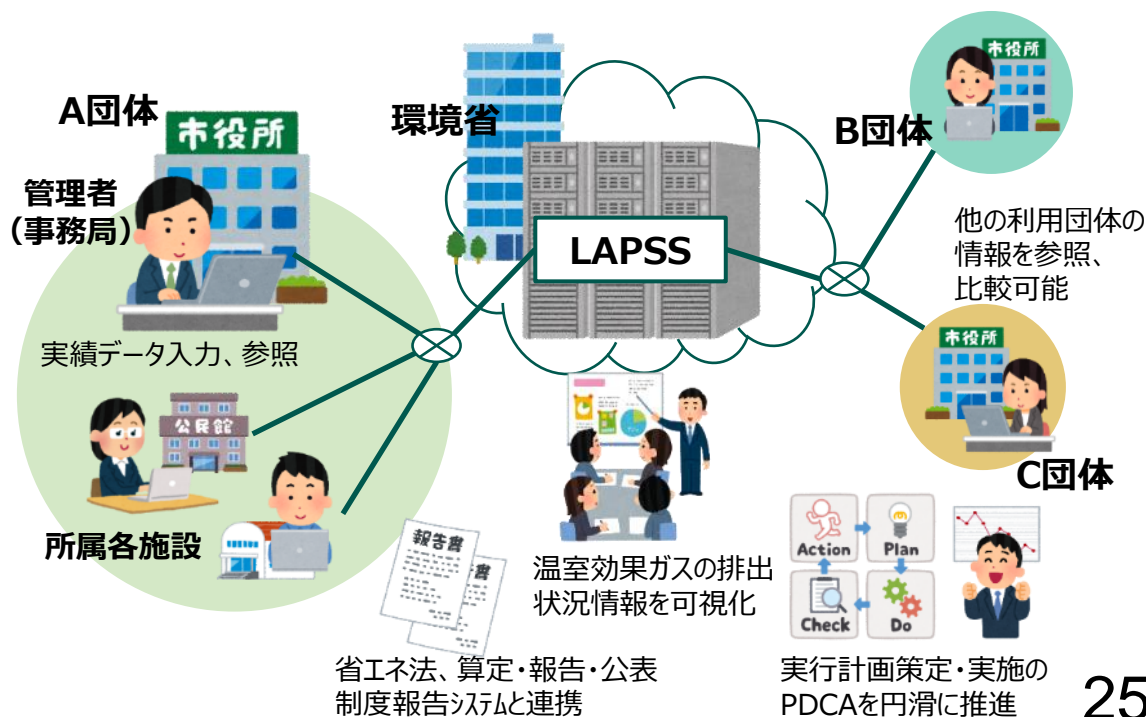 A団体
市役所
管理者
（事務局）
実績データ入力、参照
公民館
所属各施設
環境省
LAPSS
市役所
B団体
他の利用団体の
情報を参照、
比較可能
市役所
C団体
報告書
書
温室効果ガスの排出
状況情報を可視化
Action
Plan
Check
Do
省エネ法、算定・報告・公表
制度報告システムと連携
実行計画策定・実施の
PDCAを円滑に推進
25